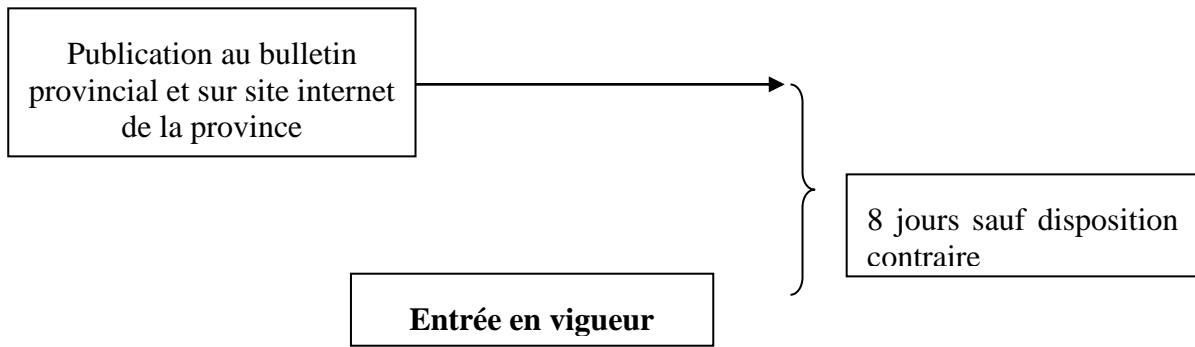 Publication au bulletin
provincial et sur site internet
de la province
8 jours sauf disposition
contraire
Entrée en vigueur